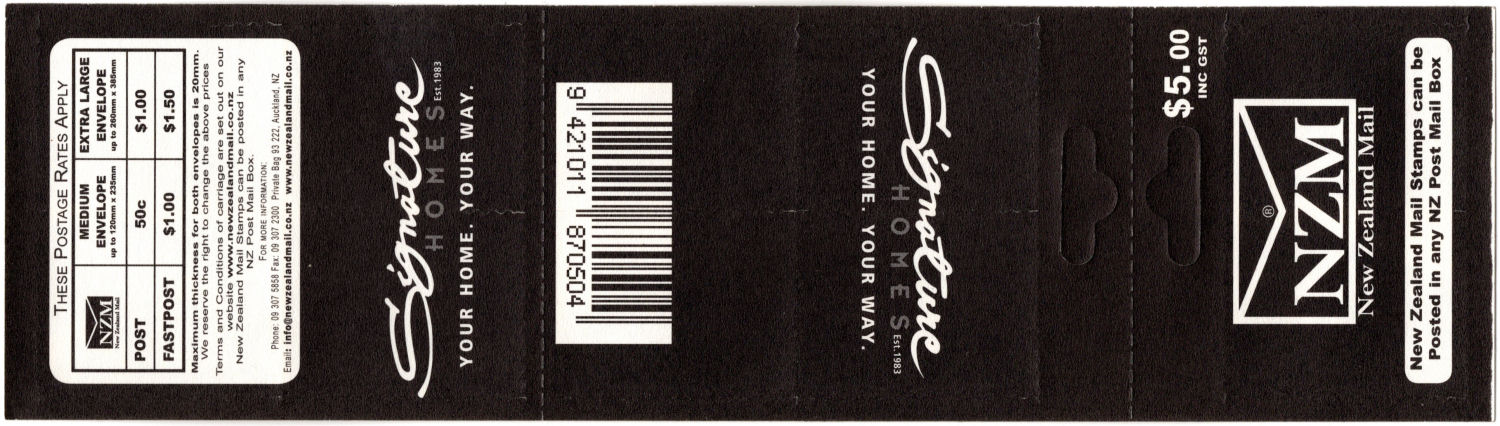 THESE POSTAGE RATES APPLY
NZM
New Zealand Mail
MEDIUM
ENVELOPE
up to 120mm x 235mm
EXTRA LARGE
ENVELOPE
up to 260mm x 385mm
POST 50c $1.00
FASTPOST $1.00 $1.50
Maximum thickness for both envelopes is 20mm.
We reserve the right to change the above prices
Terms and Conditions of carriage are set out on our
website www.newzealandmail.co.nz
New Zealand Mail Stamps can be posted in any
NZ Post Mail Box.
FOR MORE INFORMATION:
Phone: 09 307 5858 Fax: 09 307 2300 Private Bag 93 222, Auckland, NZ
Email: info@newzealandmail.co.nz www.newzealandmail.co.nz
Signature
HOMES Est.1983
YOUR HOME. YOUR WAY.
9 421011 870504
Signature
HOMES Est.1983
YOUR HOME. YOUR WAY.
$5.00
INC GST
®
NZM
New Zealand Mail
New Zealand Mail Stamps can be
Posted in any NZ Post Mail Box